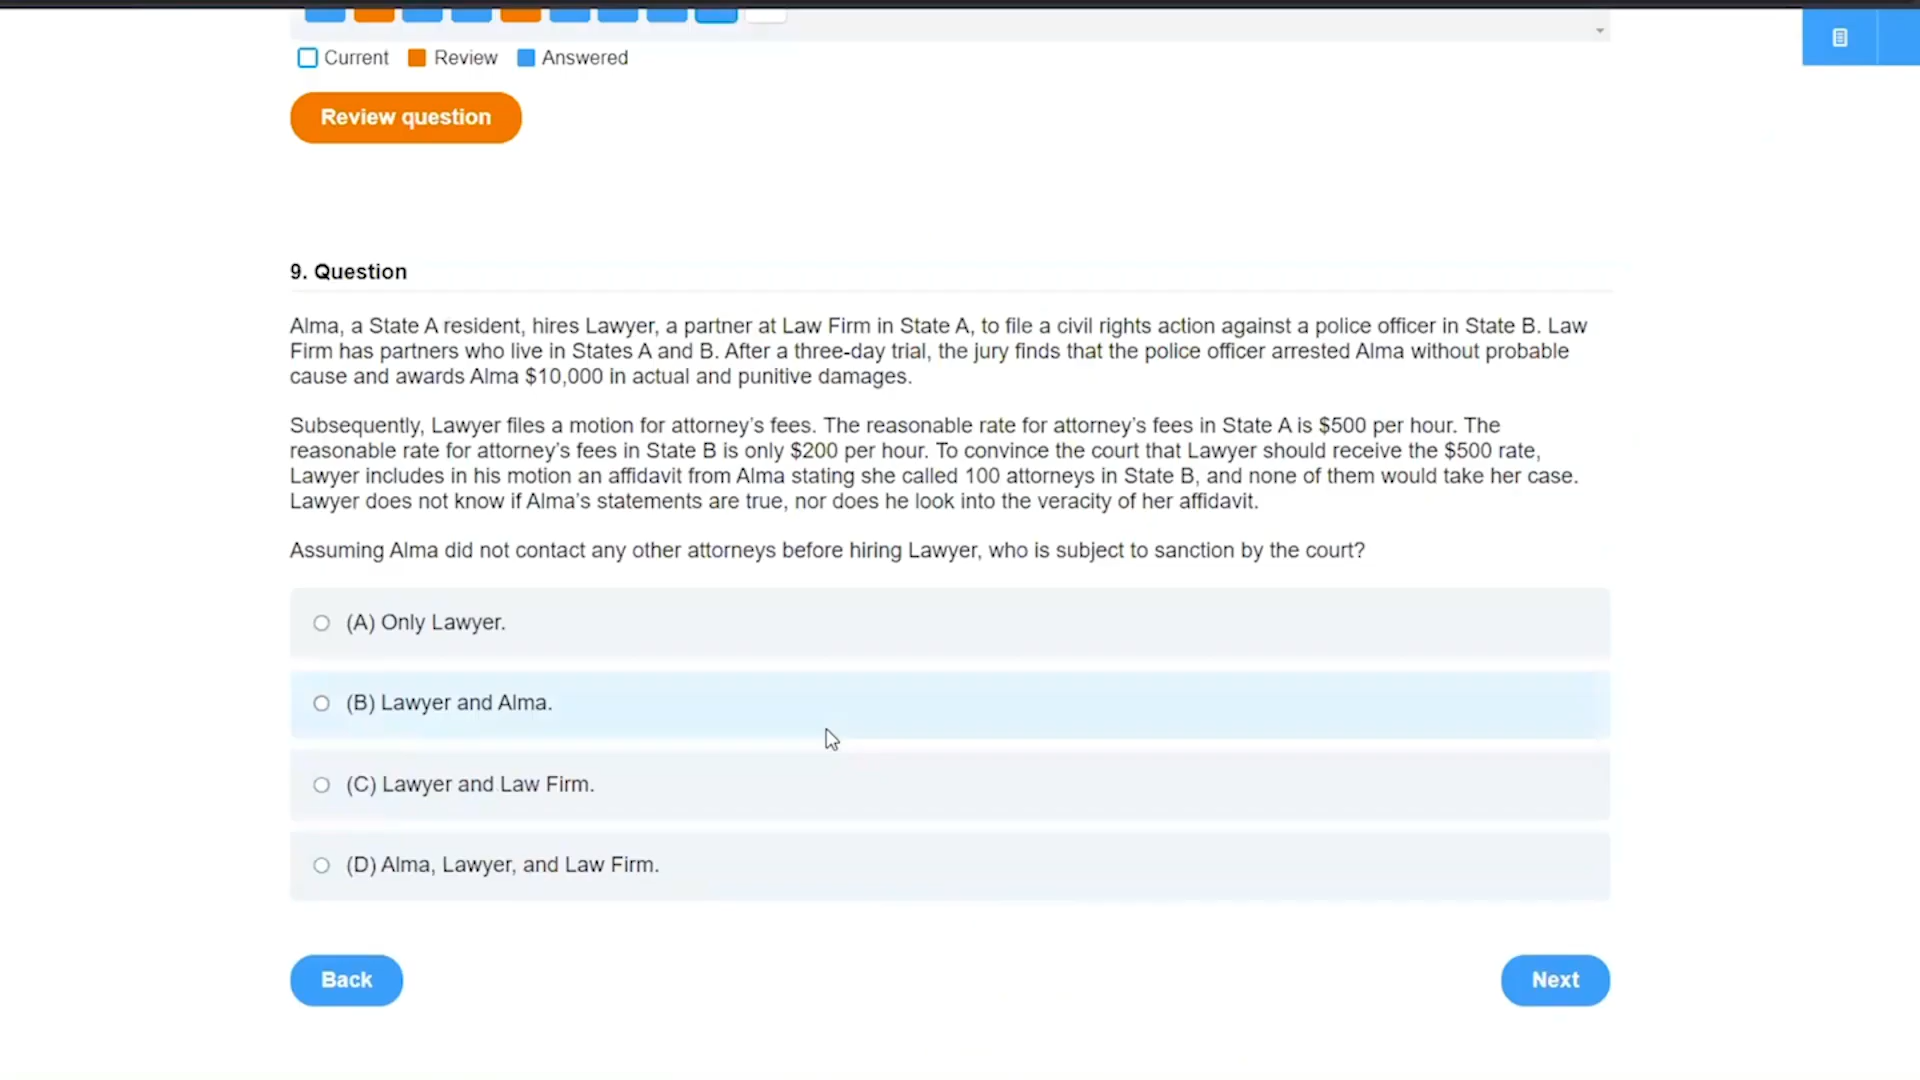 Current Review Answered
Review question
9. Question
Alma, a State A resident, hires Lawyer, a partner at Law Firm in State A, to file a civil rights action against a police officer in State B. Law
Firm has partners who live in States A and B. After a three-day trial, the jury finds that the police officer arrested Alma without probable
cause and awards Alma $10,000 in actual and punitive damages.
Subsequently, Lawyer files a motion for attorney’s fees. The reasonable rate for attorney’s fees in State A is $500 per hour. The
reasonable rate for attorney’s fees in State B is only $200 per hour. To convince the court that Lawyer should receive the $500 rate,
Lawyer includes in his motion an affidavit from Alma stating she called 100 attorneys in State B, and none of them would take her case.
Lawyer does not know if Alma’s statements are true, nor does he look into the veracity of her affidavit.
Assuming Alma did not contact any other attorneys before hiring Lawyer, who is subject to sanction by the court?
(A) Only Lawyer.
(B) Lawyer and Alma.
(C) Lawyer and Law Firm.
(D) Alma, Lawyer, and Law Firm.
Back
Next